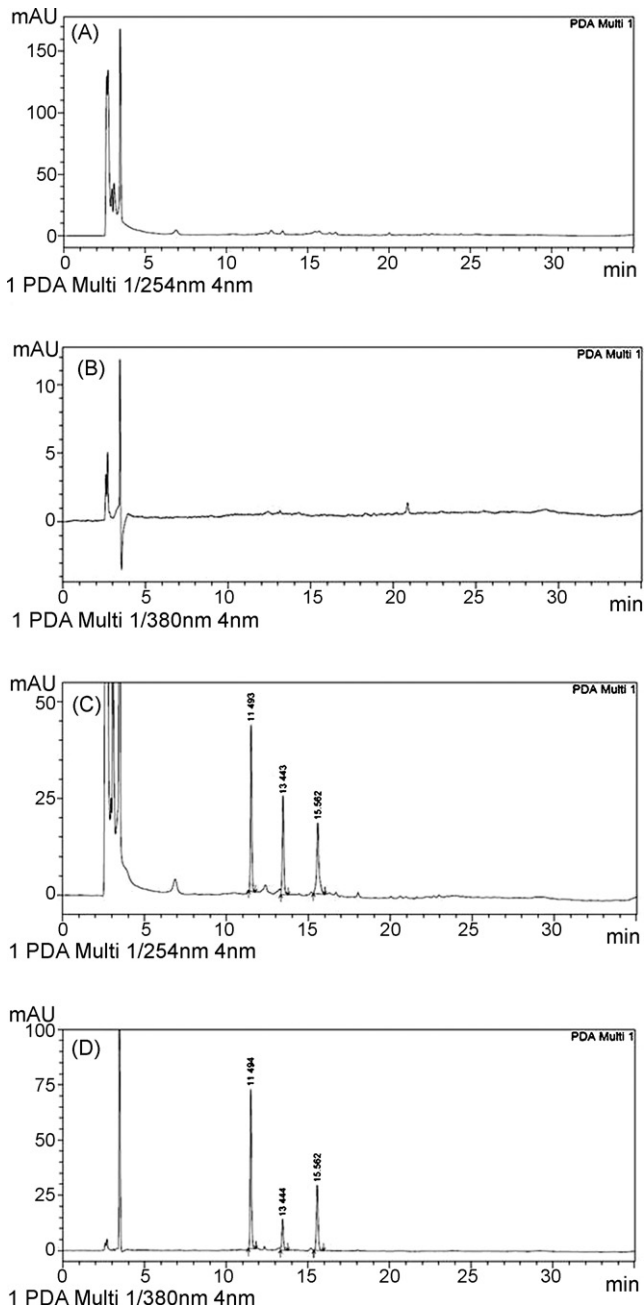 mAU
(A)
PDA Multi 1
150
100
50
0
0 5 10 15 20 25 30
min
1 PDA Multi 1/254nm 4nm
mAU
(B)
PDA Multi 1
10
5
0
0 5 10 15 20 25 30
min
1 PDA Multi 1/380nm 4nm
mAU
(C)
PDA Multi 1
50
25
0
11 493
13 443
15.562
0 5 10 15 20 25 30
min
1 PDA Multi 1/254nm 4nm
mAU
(D)
PDA Multi 1
100
75
50
25
0
11 494
13 444
15.562
0 5 10 15 20 25 30
min
1 PDA Multi 1/380nm 4nm